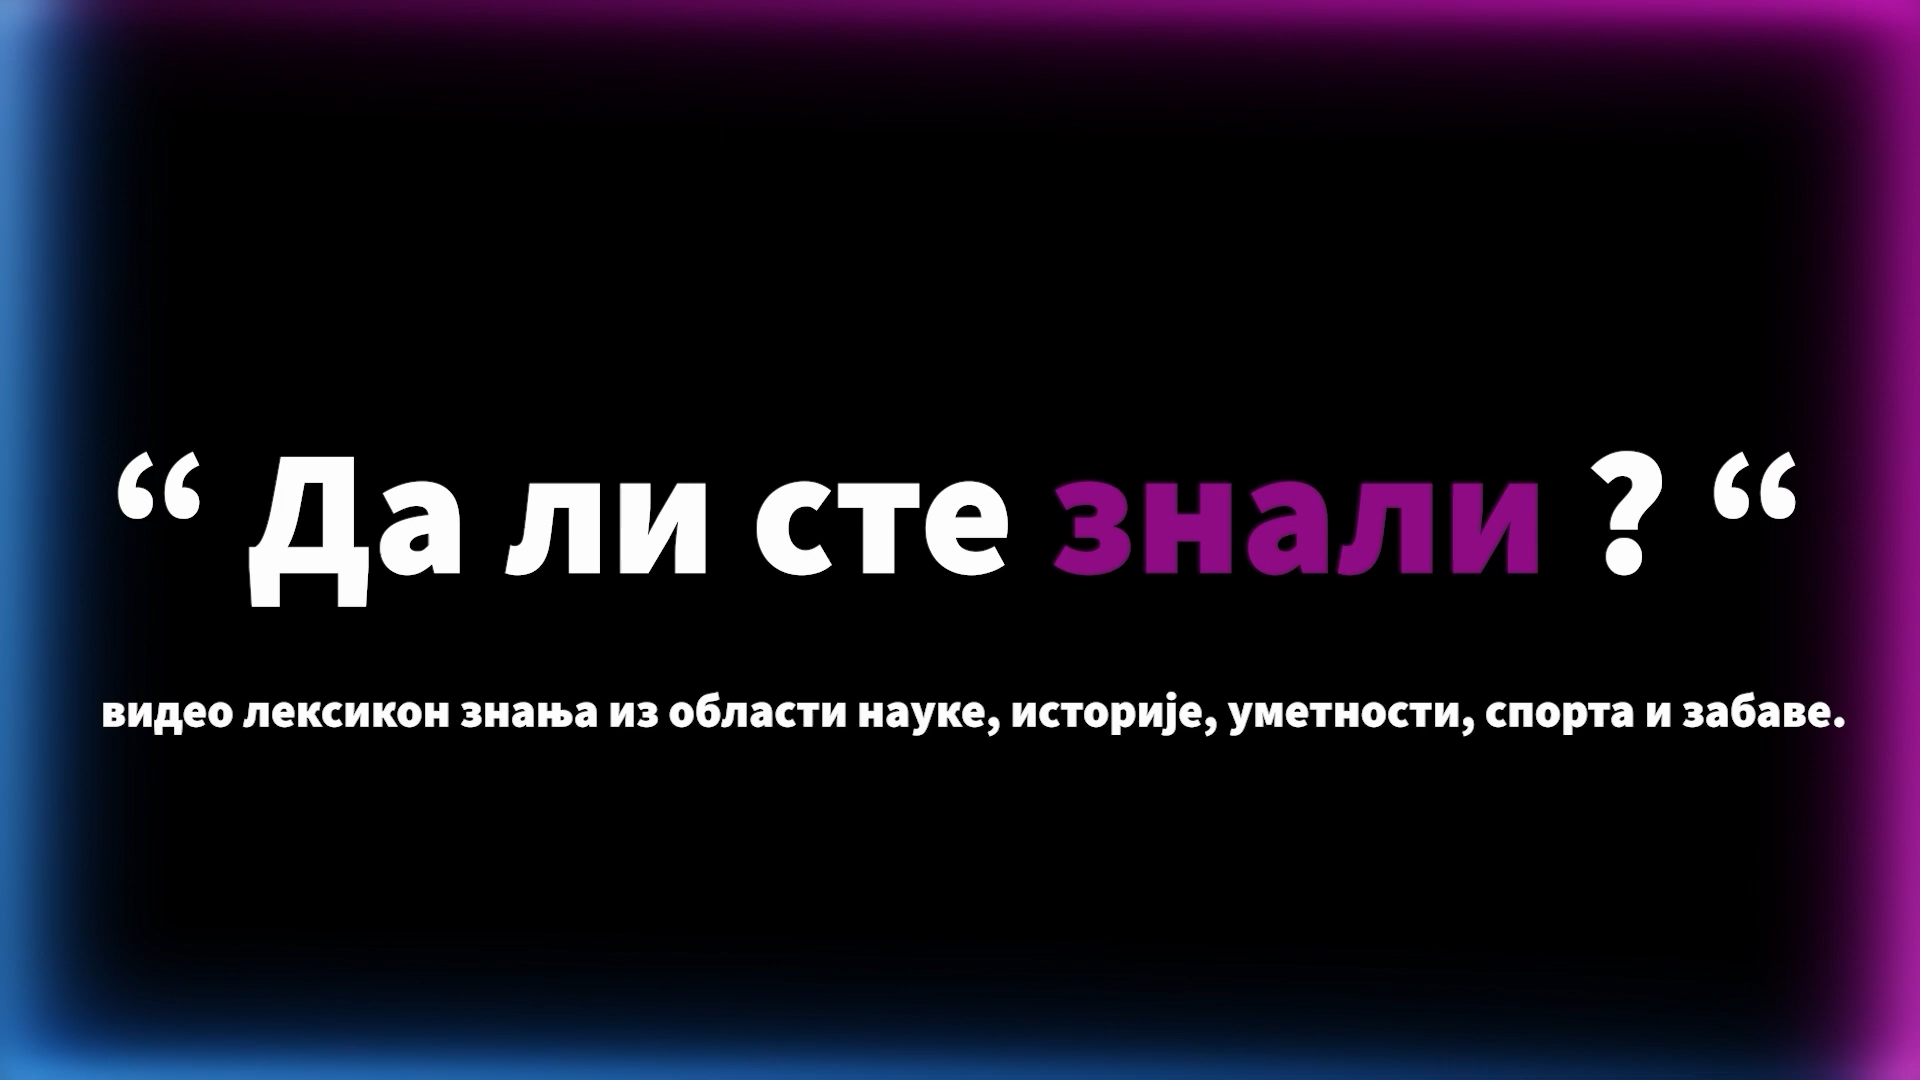 “ Да ли сте знали ? “
видео лексикон знања из области науке, историје, уметности, спорта и забаве.